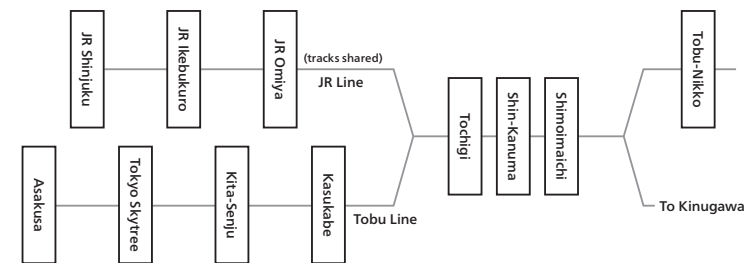 JR Shinjuku
JR Ikebukuro
JR Omiya
(tracks shared)
JR Line
Asakusa
Tokyo Skytree
Kita-Senju
Kasukabe
Tobu Line
Tochigi
Shin-Kanuma
Shimoimaichi
Tobu-Nikko
To Kinugawa